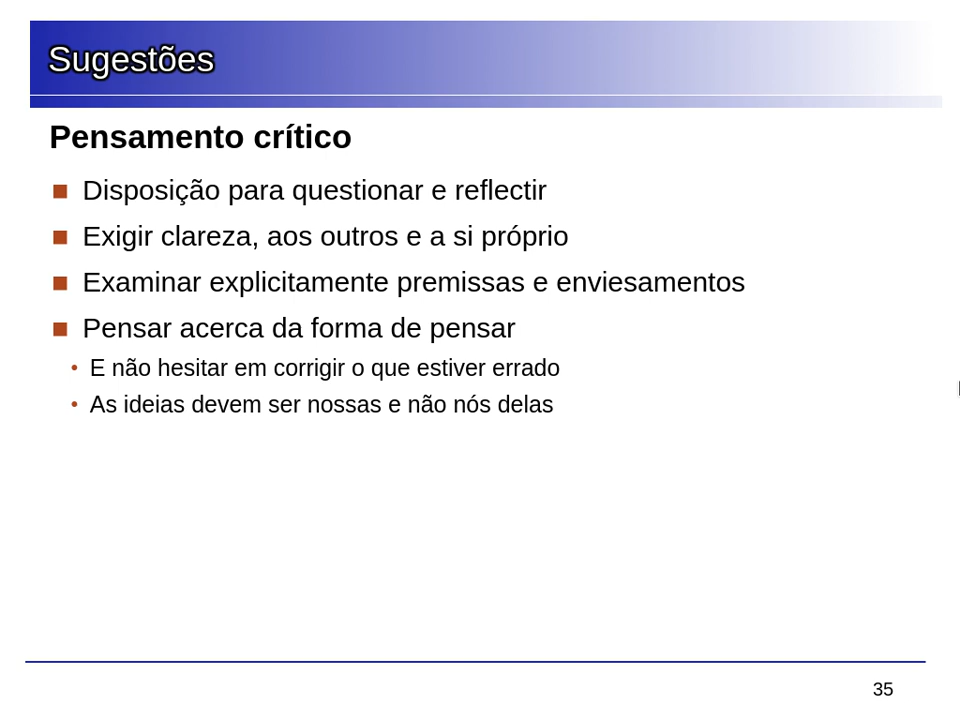 Sugestões
Pensamento crítico
Disposição para questionar e reflectir
Exigir clareza, aos outros e a si próprio
Examinar explicitamente premissas e enviesamentos
Pensar acerca da forma de pensar
• E não hesitar em corrigir o que estiver errado
• As ideias devem ser nossas e não nós delas
35